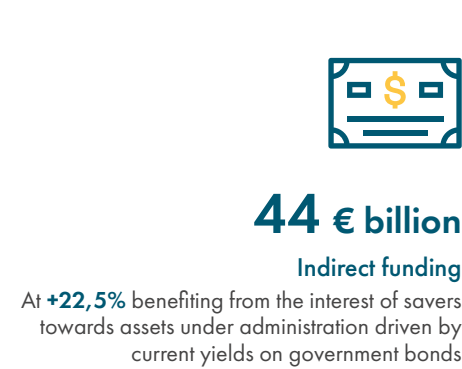 $
44 € billion
Indirect funding
At +22,5% benefiting from the interest of savers
towards assets under administration driven by
current yields on government bonds